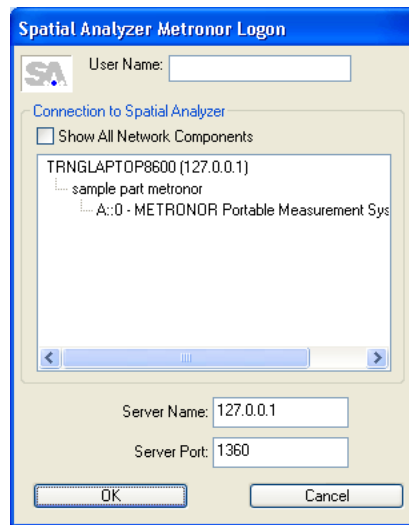 Spatial Analyzer Metronor Logon
SA
User Name:
Connection to Spatial Analyzer
Show All Network Components
TRNGLAPTOP8600 (127.0.0.1)
sample part metronor
A::0 - METRONOR Portable Measurement Sys
Server Name: 127.0.0.1
Server Port: 1360
OK Cancel